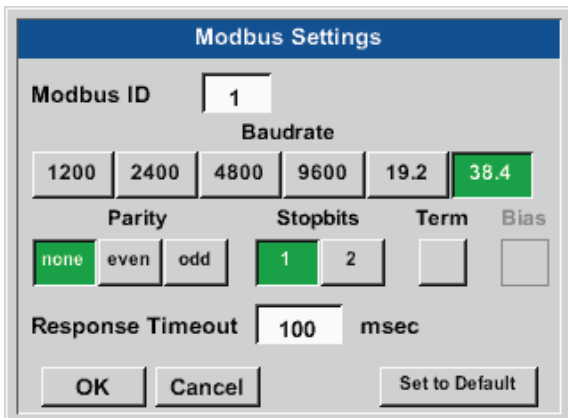 Modbus Settings
Modbus ID 1
Baudrate
1200 2400 4800 9600 19.2 38.4
Parity Stopbits Term Bias
none even odd 1 2
Response Timeout 100 msec
OK Cancel Set to Default